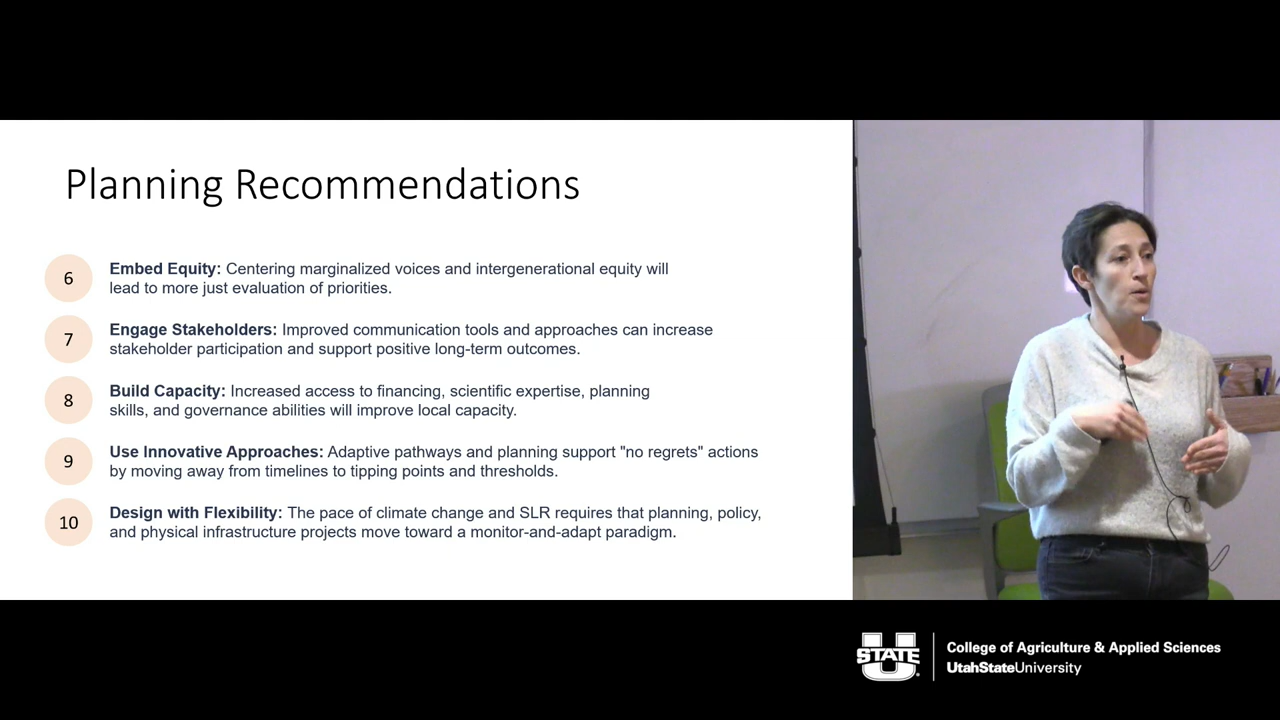 Planning Recommendations
6
Embed Equity: Centering marginalized voices and intergenerational equity will
lead to more just evaluation of priorities.
7
Engage Stakeholders: Improved communication tools and approaches can increase
stakeholder participation and support positive long-term outcomes.
8
Build Capacity: Increased access to financing, scientific expertise, planning
skills, and governance abilities will improve local capacity.
9
Use Innovative Approaches: Adaptive pathways and planning support "no regrets" actions
by moving away from timelines to tipping points and thresholds.
10
Design with Flexibility: The pace of climate change and SLR requires that planning, policy,
and physical infrastructure projects move toward a monitor-and-adapt paradigm.
U STATE
College of Agriculture & Applied Sciences
UtahStateUniversity